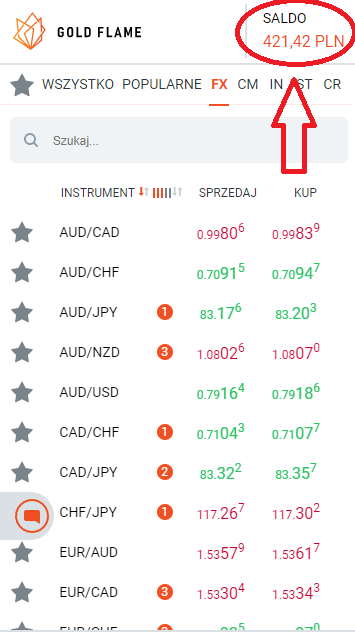 GOLD FLAME
SALDO
421,42 PLN
WSZYSTKO POPULARNE FX CM IN ST CR
Szukaj...
INSTRUMENT SPRZEDAJ KUP
AUD/CAD 0.99806 0.99839
AUD/CHF 0.70915 0.70947
AUD/JPY 1 83.176 83.203
AUD/NZD 3 1.08026 1.08070
AUD/USD 0.79164 0.79186
CAD/CHF 1 0.71043 0.71077
CAD/JPY 2 83.322 83.357
CHF/JPY 1 117.267 117.302
EUR/AUD 1.53579 1.53617
EUR/CAD 3 1.53304 1.53343